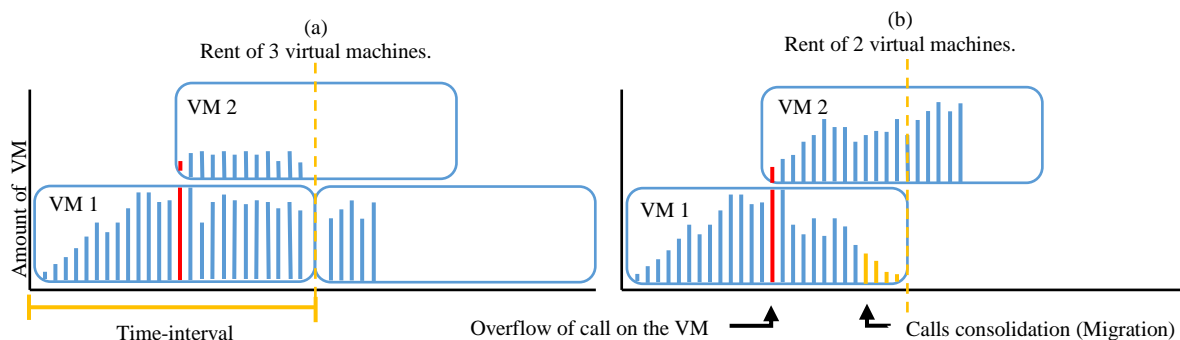 (a)
Rent of 3 virtual machines.
(b)
Rent of 2 virtual machines.
VM 2
VM 1
VM 2
VM 1
Amount of VM
Time-interval
Overflow of call on the VM
Calls consolidation (Migration)